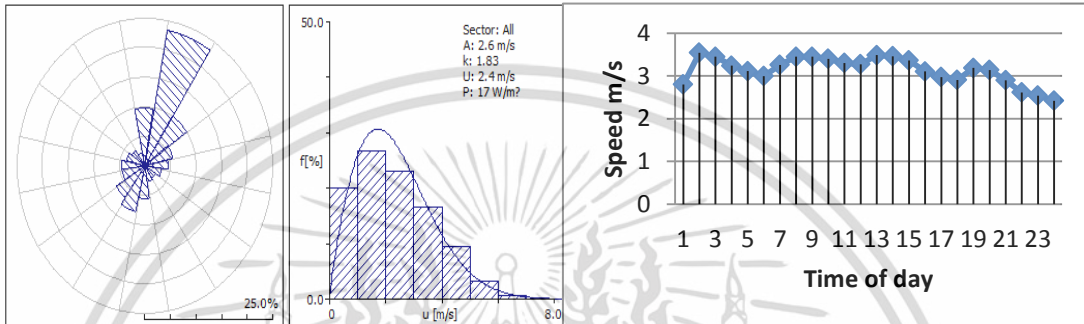 25.0%
50.0
Sector: All
A: 2.6 m/s
k: 1.83
U: 2.4 m/s
P: 17 W/m?
f[%]
0.0
0
u [m/s]
8.0
Speed m/s
4
3
2
1
0
1 3 5 7 9 11 13 15 17 19 21 23
Time of day